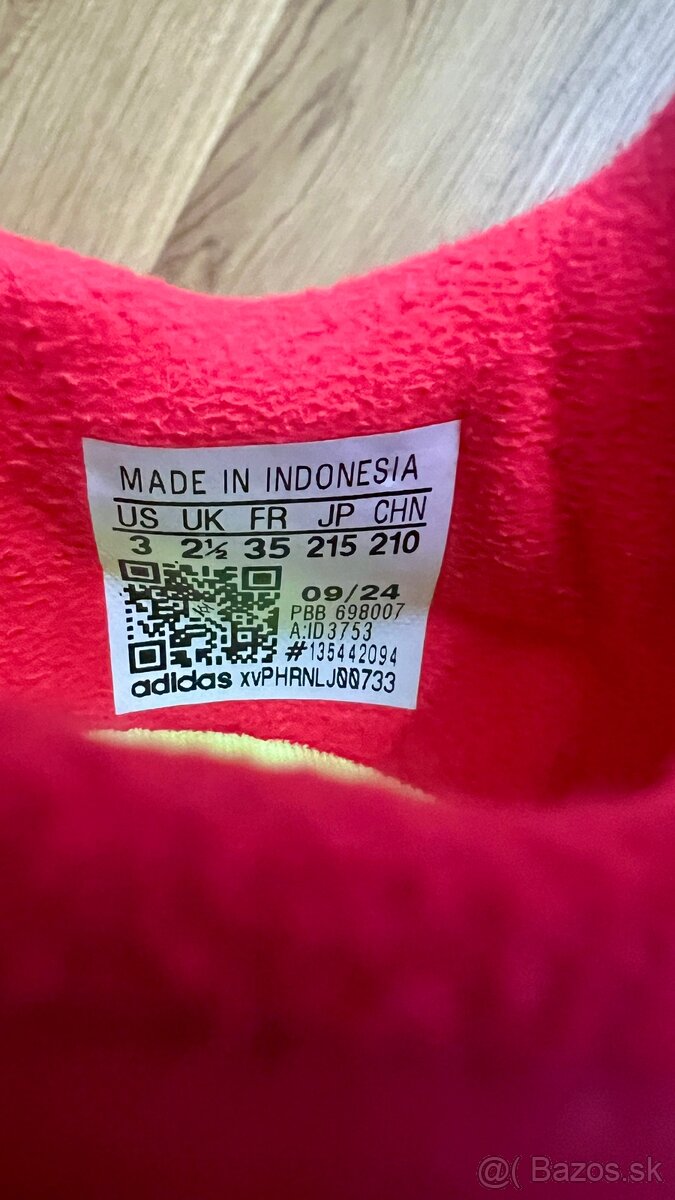 MADE IN INDONESIA
US UK FR JP CHN
3 2½ 35 215 210
09/24
PBB 698007
A:ID3753
#135442094
adidas xvPHRNLJ00733
@( Bazos.sk